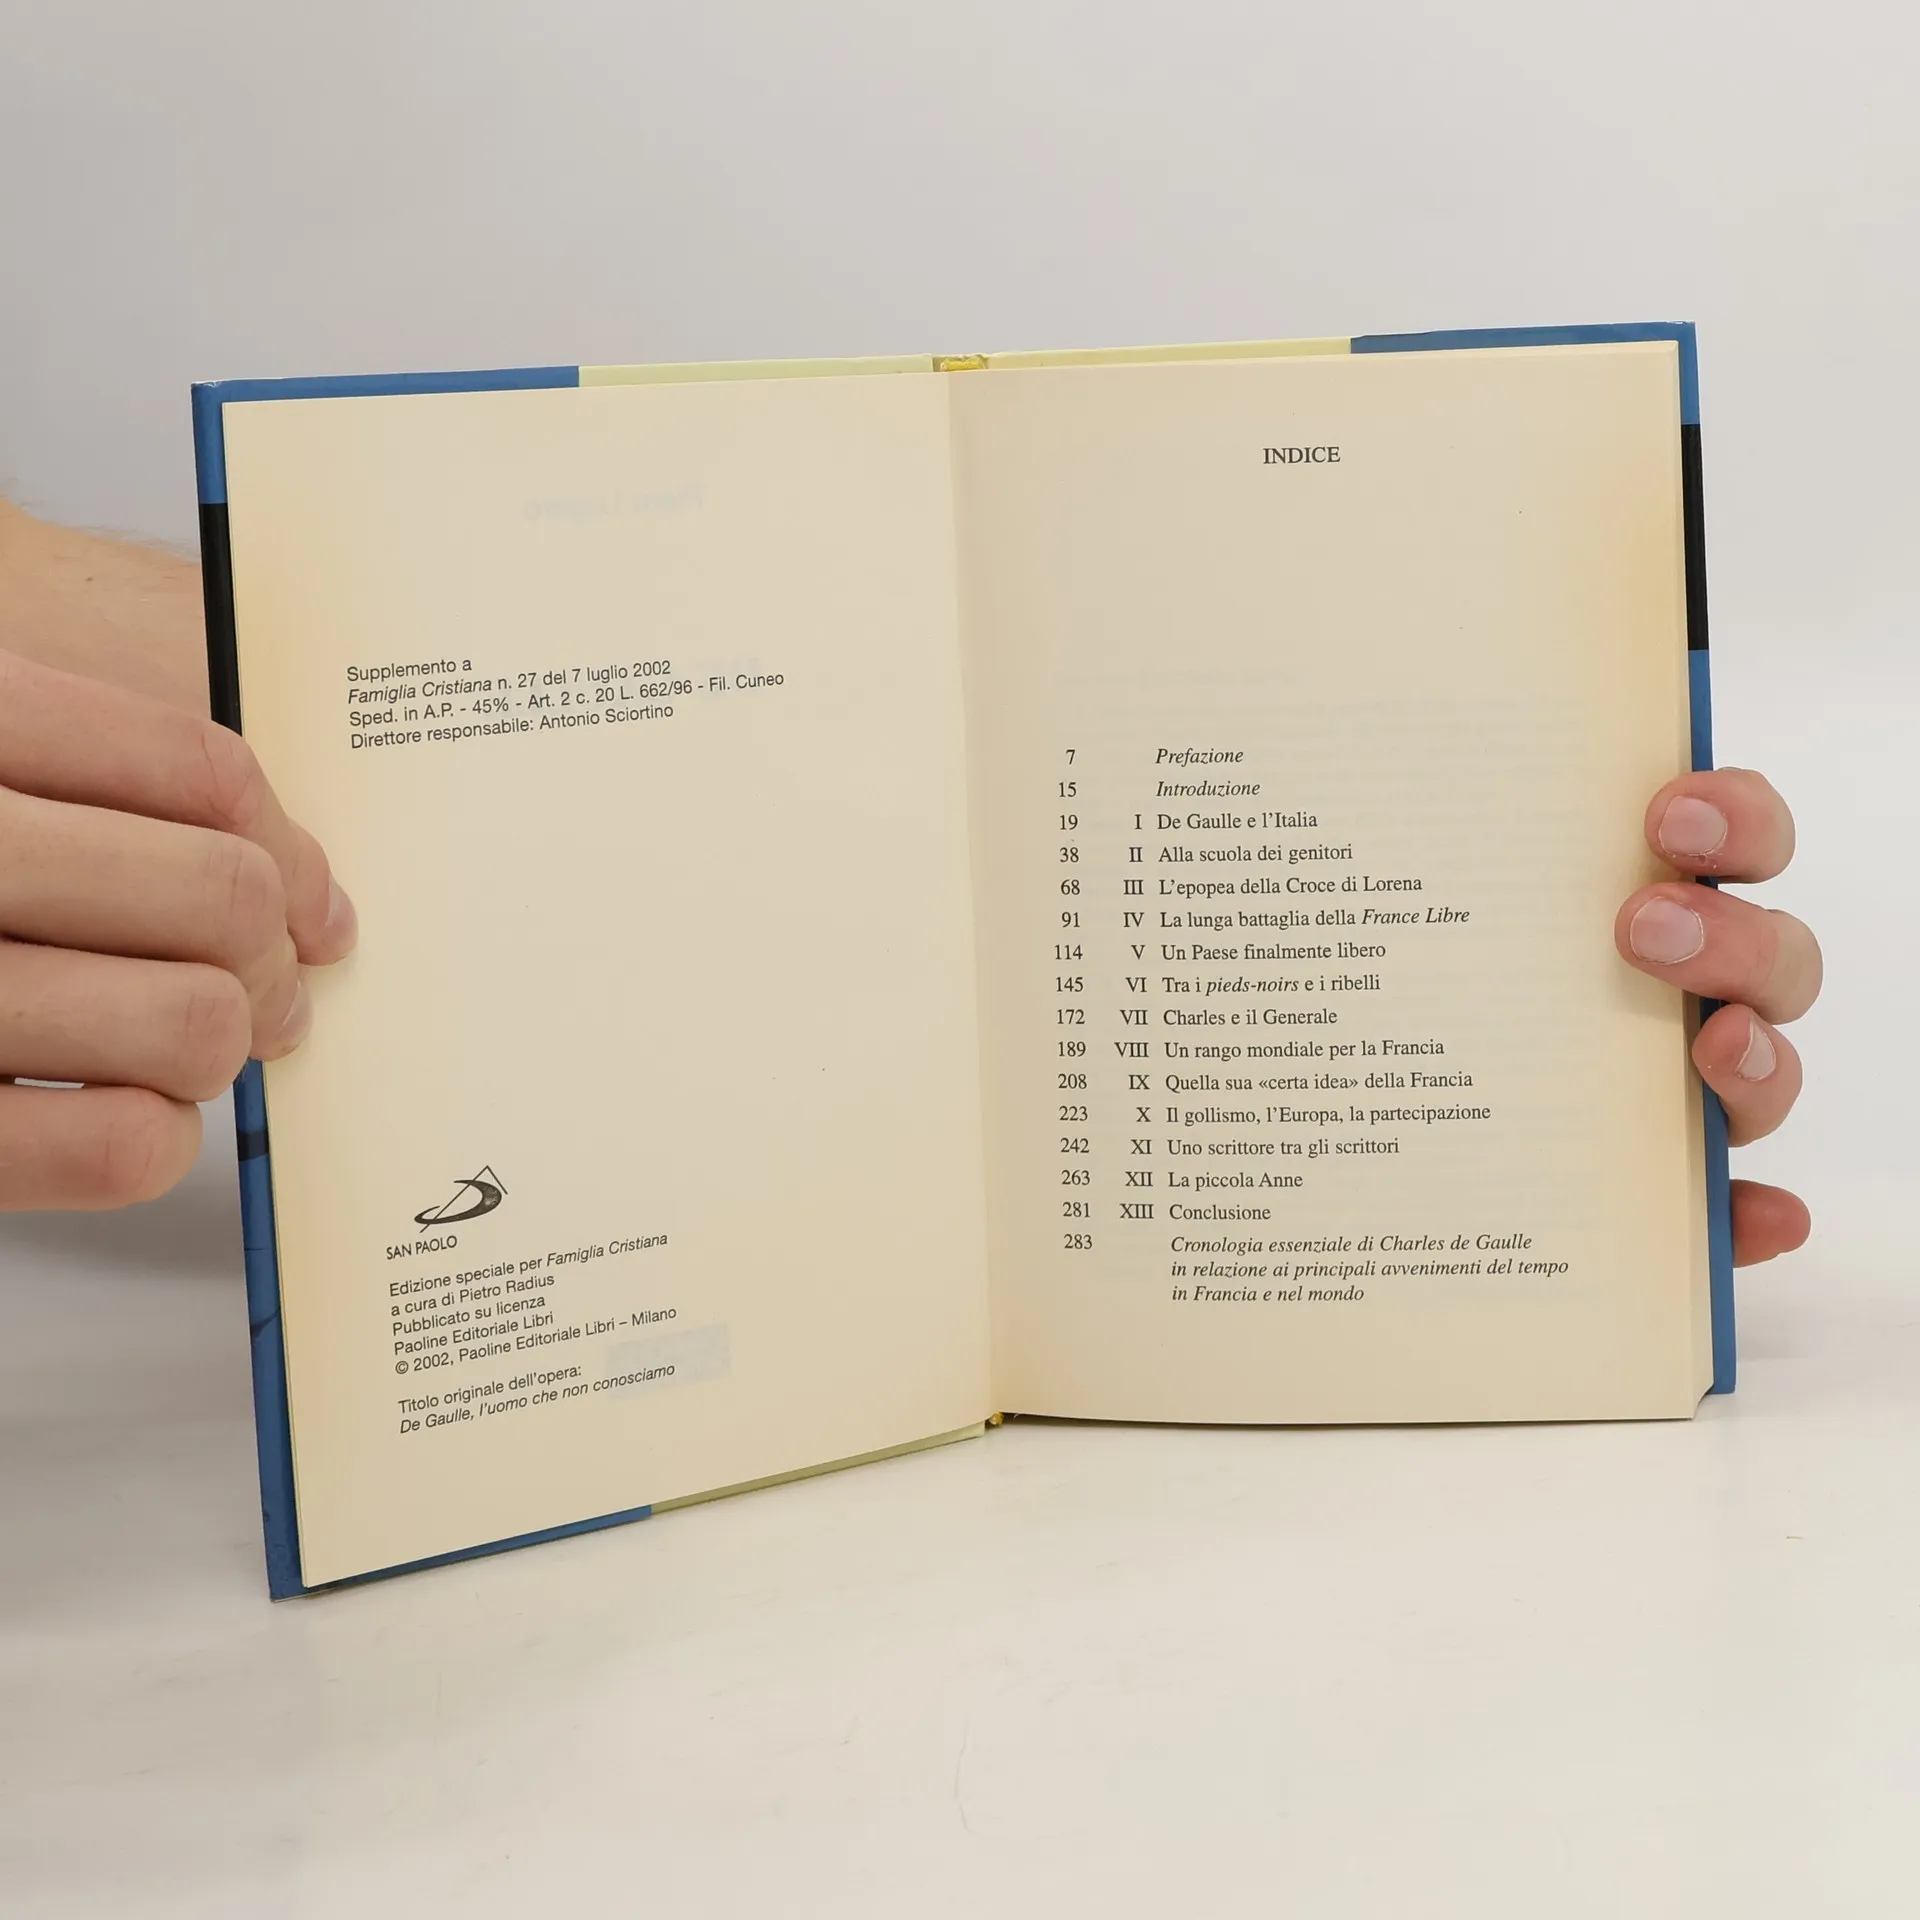 Supplemento a
Famiglia Cristiana n. 27 del 7 luglio 2002
Sped. in A.P. - 45% - Art. 2 c. 20 L. 662/96 - Fil. Cuneo
Direttore responsabile: Antonio Sciortino
SAN PAOLO
Edizione speciale per Famiglia Cristiana
a cura di Pietro Radius
Pubblicato su licenza
Paoline Editoriale Libri
© 2002, Paoline Editoriale Libri – Milano
Titolo originale dell'opera:
De Gaulle, l'uomo che non conosciamo
INDICE
7 Prefazione
15 Introduzione
19 I De Gaulle e l'Italia
38 II Alla scuola dei genitori
68 III L'epopea della Croce di Lorena
91 IV La lunga battaglia della France Libre
114 V Un Paese finalmente libero
145 VI Tra i pieds-noirs e i ribelli
172 VII Charles e il Generale
189 VIII Un rango mondiale per la Francia
208 IX Quella sua «certa idea» della Francia
223 X Il gollismo, l'Europa, la partecipazione
242 XI Uno scrittore tra gli scrittori
263 XII La piccola Anne
281 XIII Conclusione
283 Cronologia essenziale di Charles de Gaulle
in relazione ai principali avvenimenti del tempo
in Francia e nel mondo